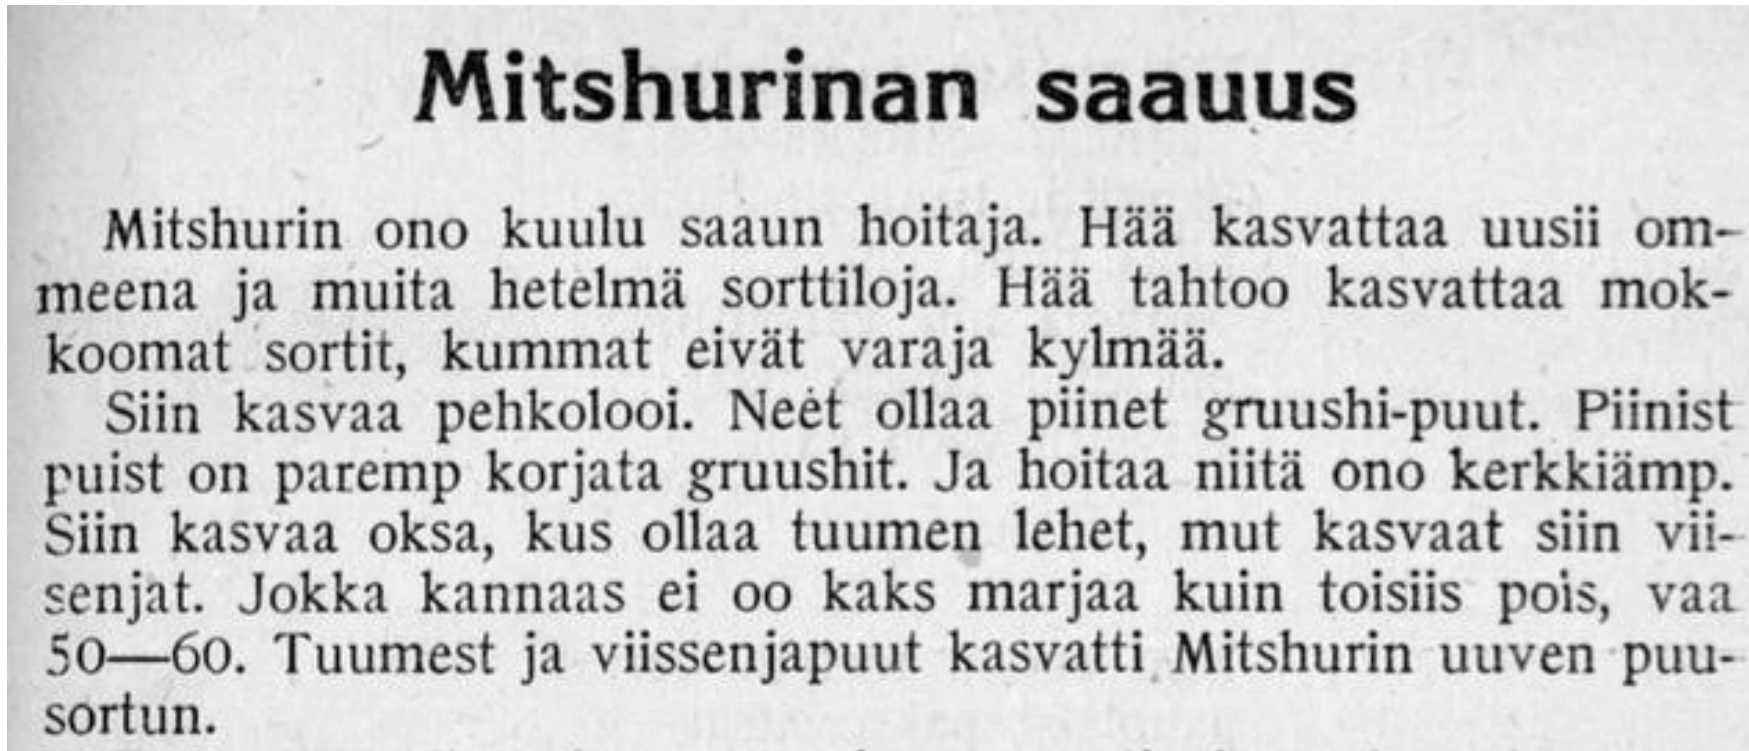 Mitshurinan saauus
Mitshurin ono kuulu saaun hoitaja. Hää kasvattaa uusii om-
meena ja muita hetelmä sorttiloja. Hää tahtoo kasvattaa mok-
koomat sortit, kummat eivät varaja kylmää.
Siin kasvaa pehkolooi. Neet ollaa piinet gruushi-puut. Piinist
puist on paremp korjata gruushit. Ja hoitaa niitä ono kerkkiämp.
Siin kasvaa oksa, kus ollaa tuumen lehet, mut kasvaat siin vii-
senjat. Jokka kannaas ei oo kaks marjaa kuin toisiis pois, vaa
50—60. Tuumest ja viissenjapuut kasvatti Mitshurin uuven puu-
sortun.